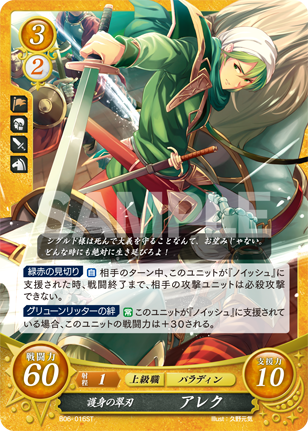 3
2
SAMPLE
シグルド様は死んで大義を守ることなんて、お望みじゃない。
どんな時にも絶対に生き延びろよ!
緑赤の見切り 自 相手のターン中、このユニットが『ノイッシュ』に
支援された時、戦闘終了まで、相手の攻撃ユニットは必殺攻撃
できない。
グリューンリッターの絆 常 このユニットが『ノイッシュ』に支援されて
いる場合、このユニットの戦闘力は+30される。
戦闘力 射程 1 上級職 パラディン 支援力
60 護身の翠刃 アレク 10
B06-016ST Illust:久野元気